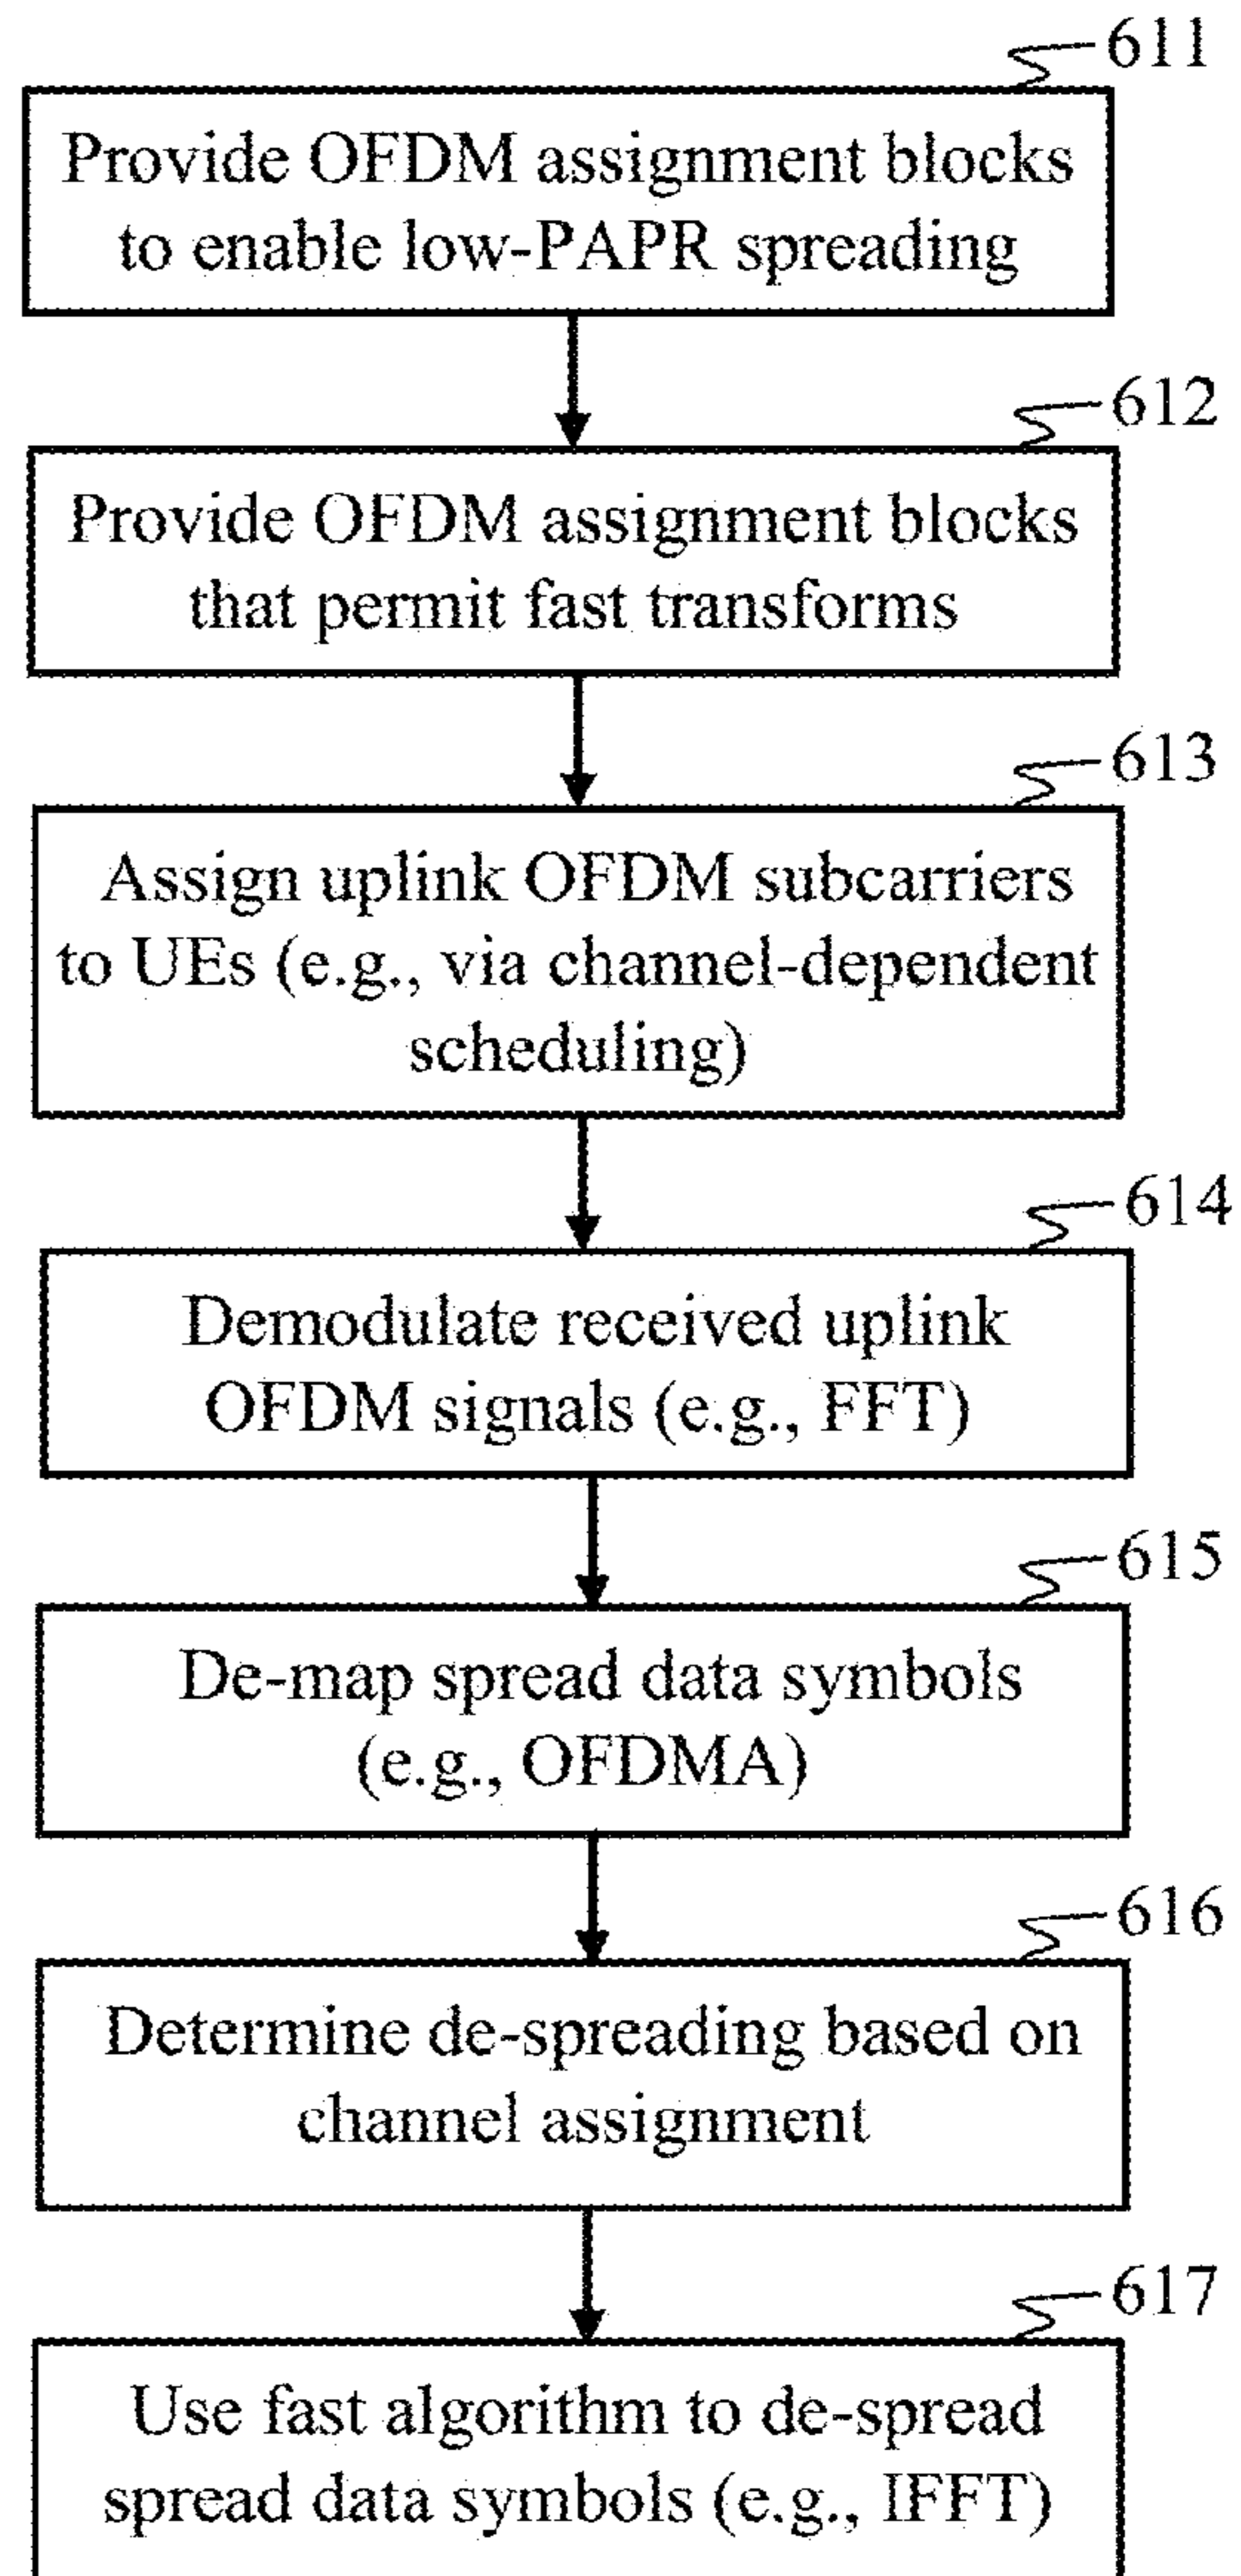 611
Provide OFDM assignment blocks
to enable low-PAPR spreading
612
Provide OFDM assignment blocks
that permit fast transforms
613
Assign uplink OFDM subcarriers
to UEs (e.g., via channel-dependent
scheduling)
614
Demodulate received uplink
OFDM signals (e.g., FFT)
615
De-map spread data symbols
(e.g., OFDMA)
616
Determine de-spreading based on
channel assignment
617
Use fast algorithm to de-spread
spread data symbols (e.g., IFFT)